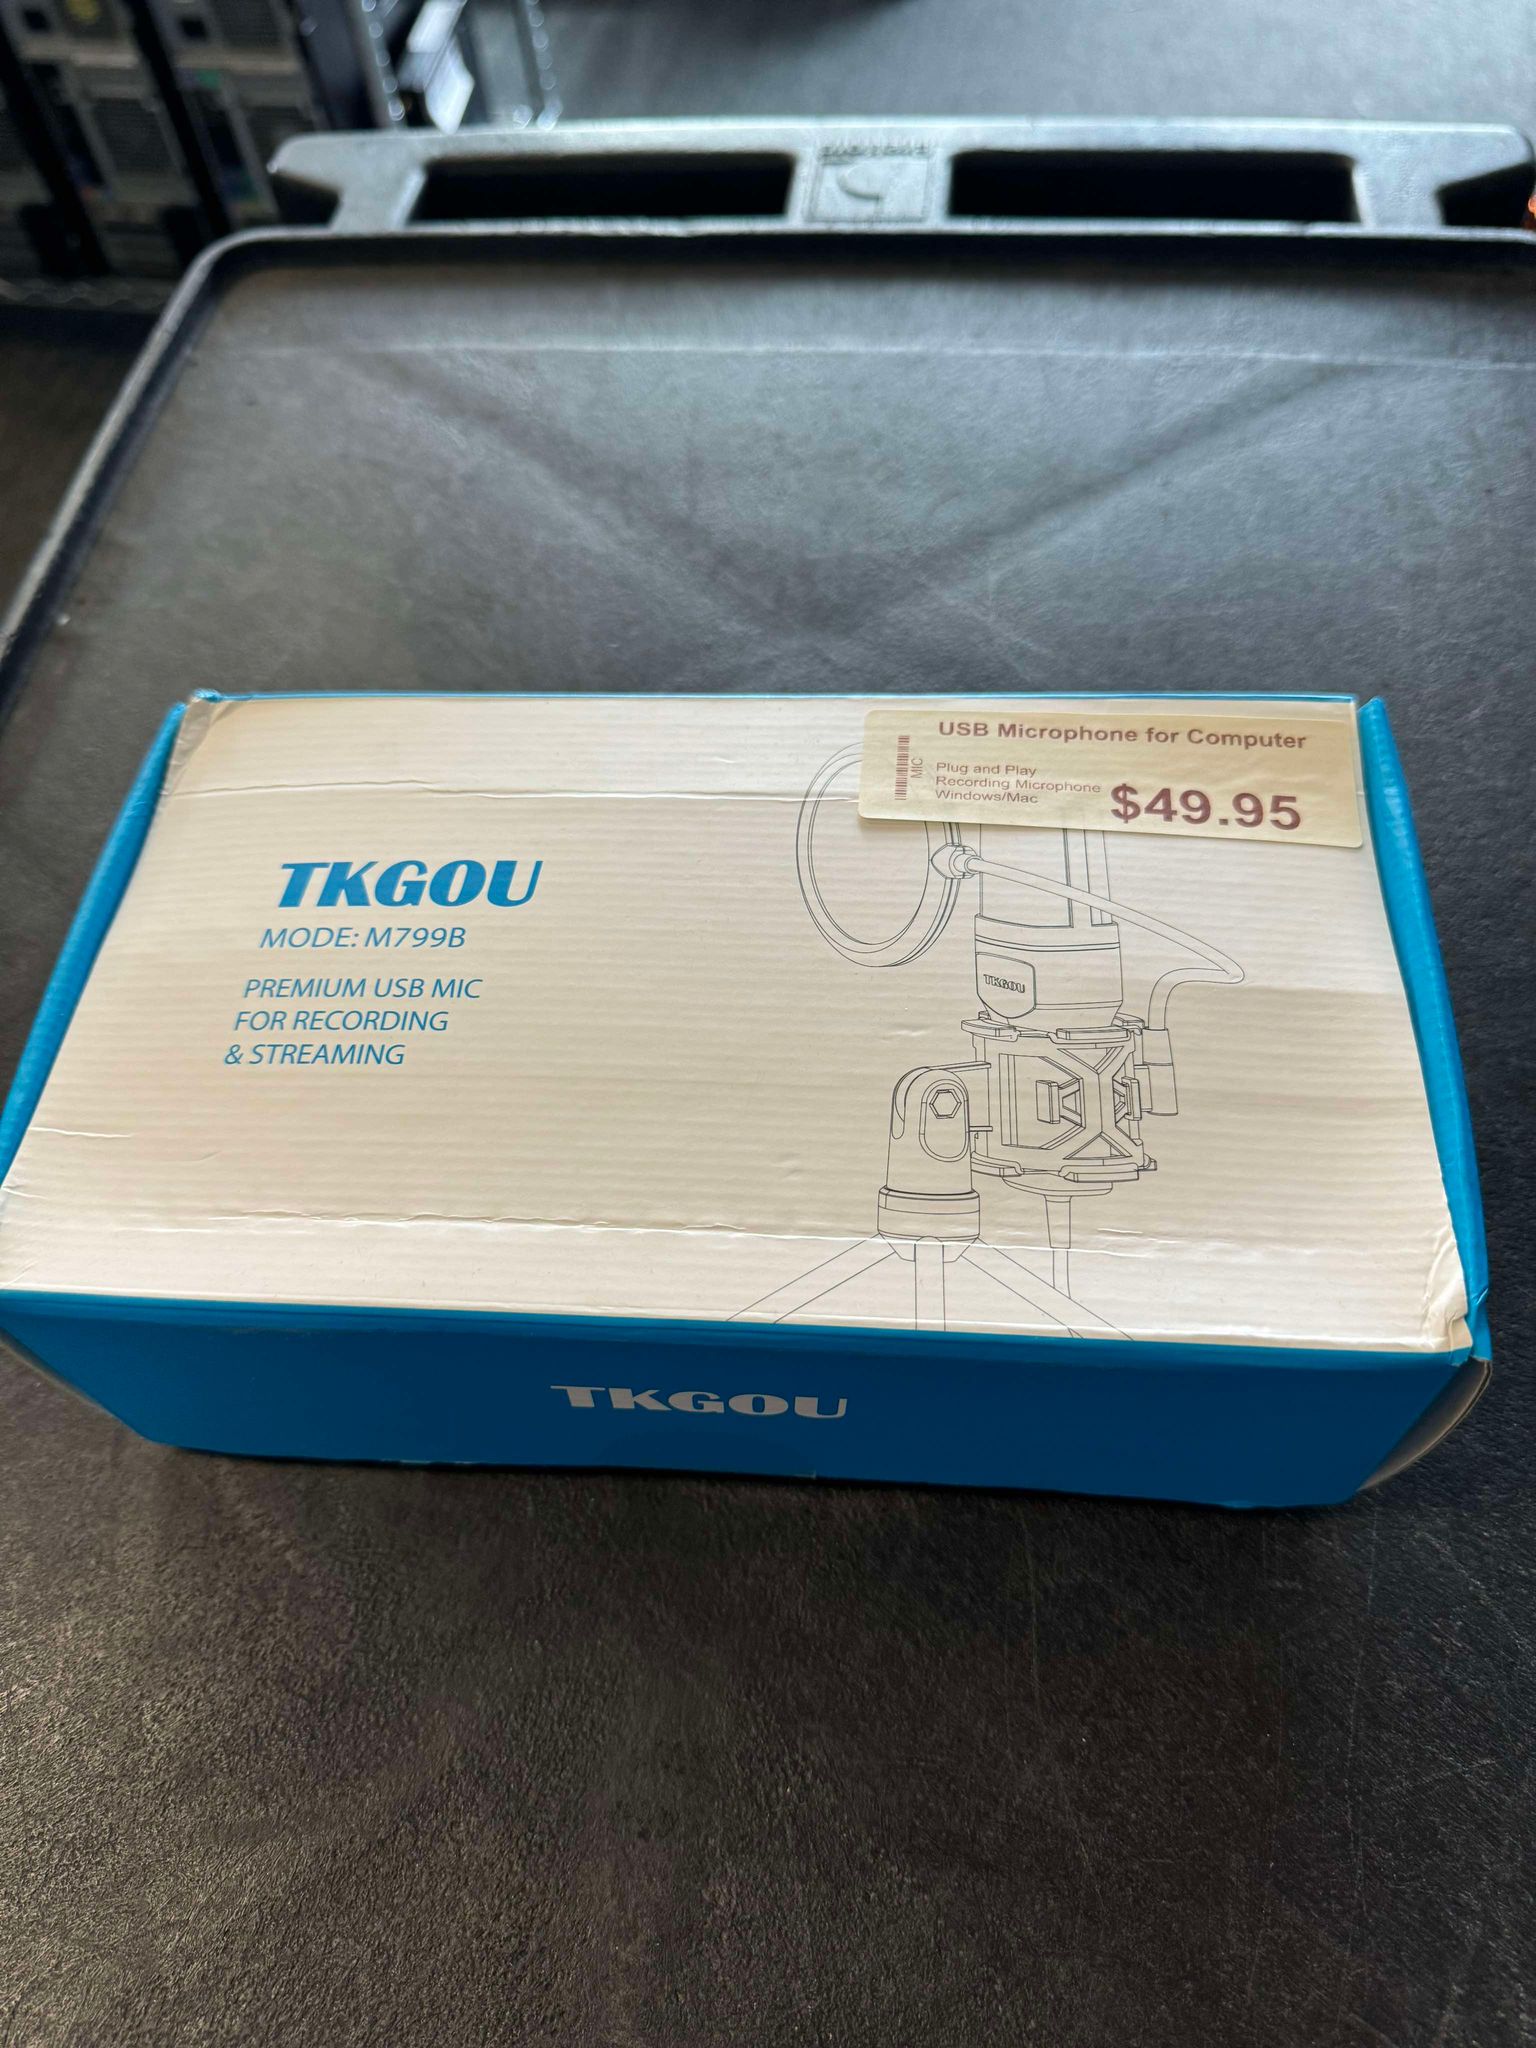 USB Microphone for Computer
MIC
Plug and Play
Recording Microphone
Windows/Mac
$49.95
TKGOU
MODE: M799B
PREMIUM USB MIC
FOR RECORDING
& STREAMING
TKGOU
TKGOU